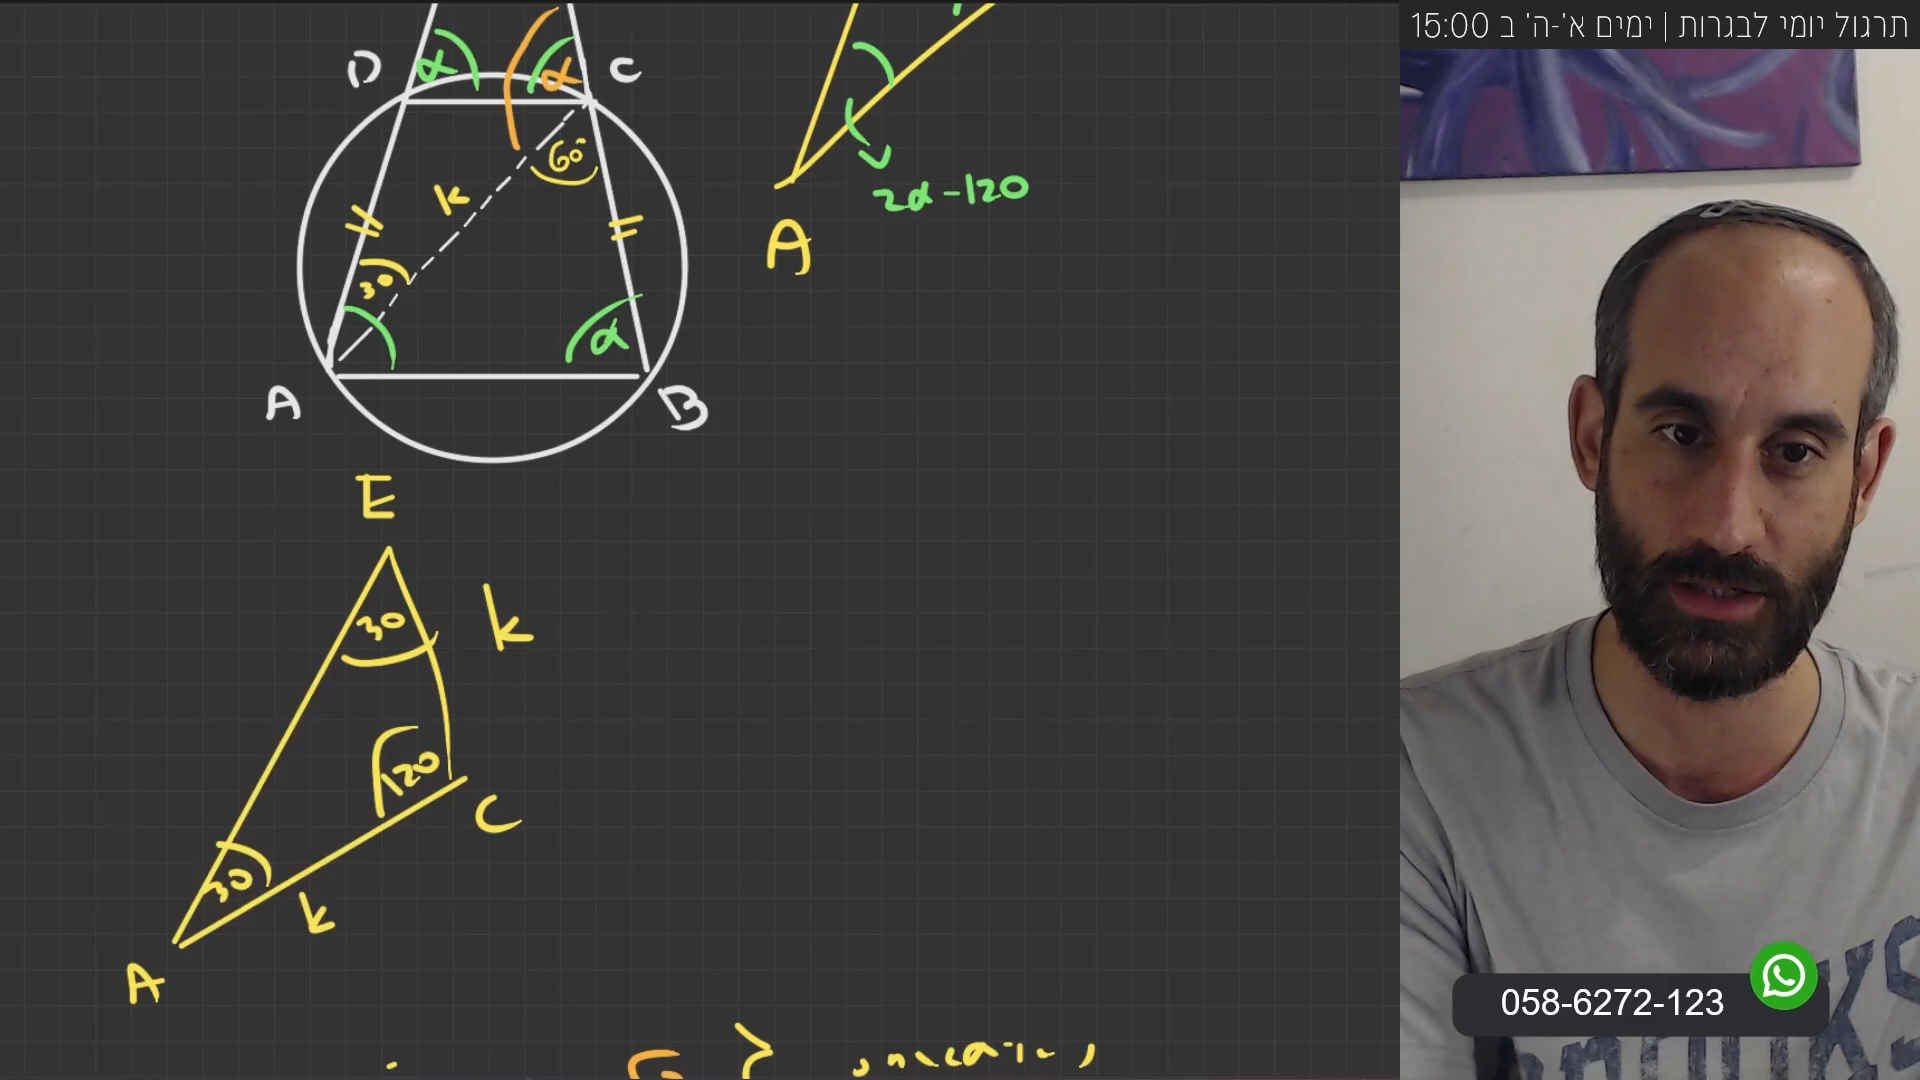 תרגול יומי לבגרות | ימים א'-ה' ב 15:00
D α α C
60°
k
2α-120
30
A
α
A B
E
30 k
120
C
30
k
A
058-6272-123